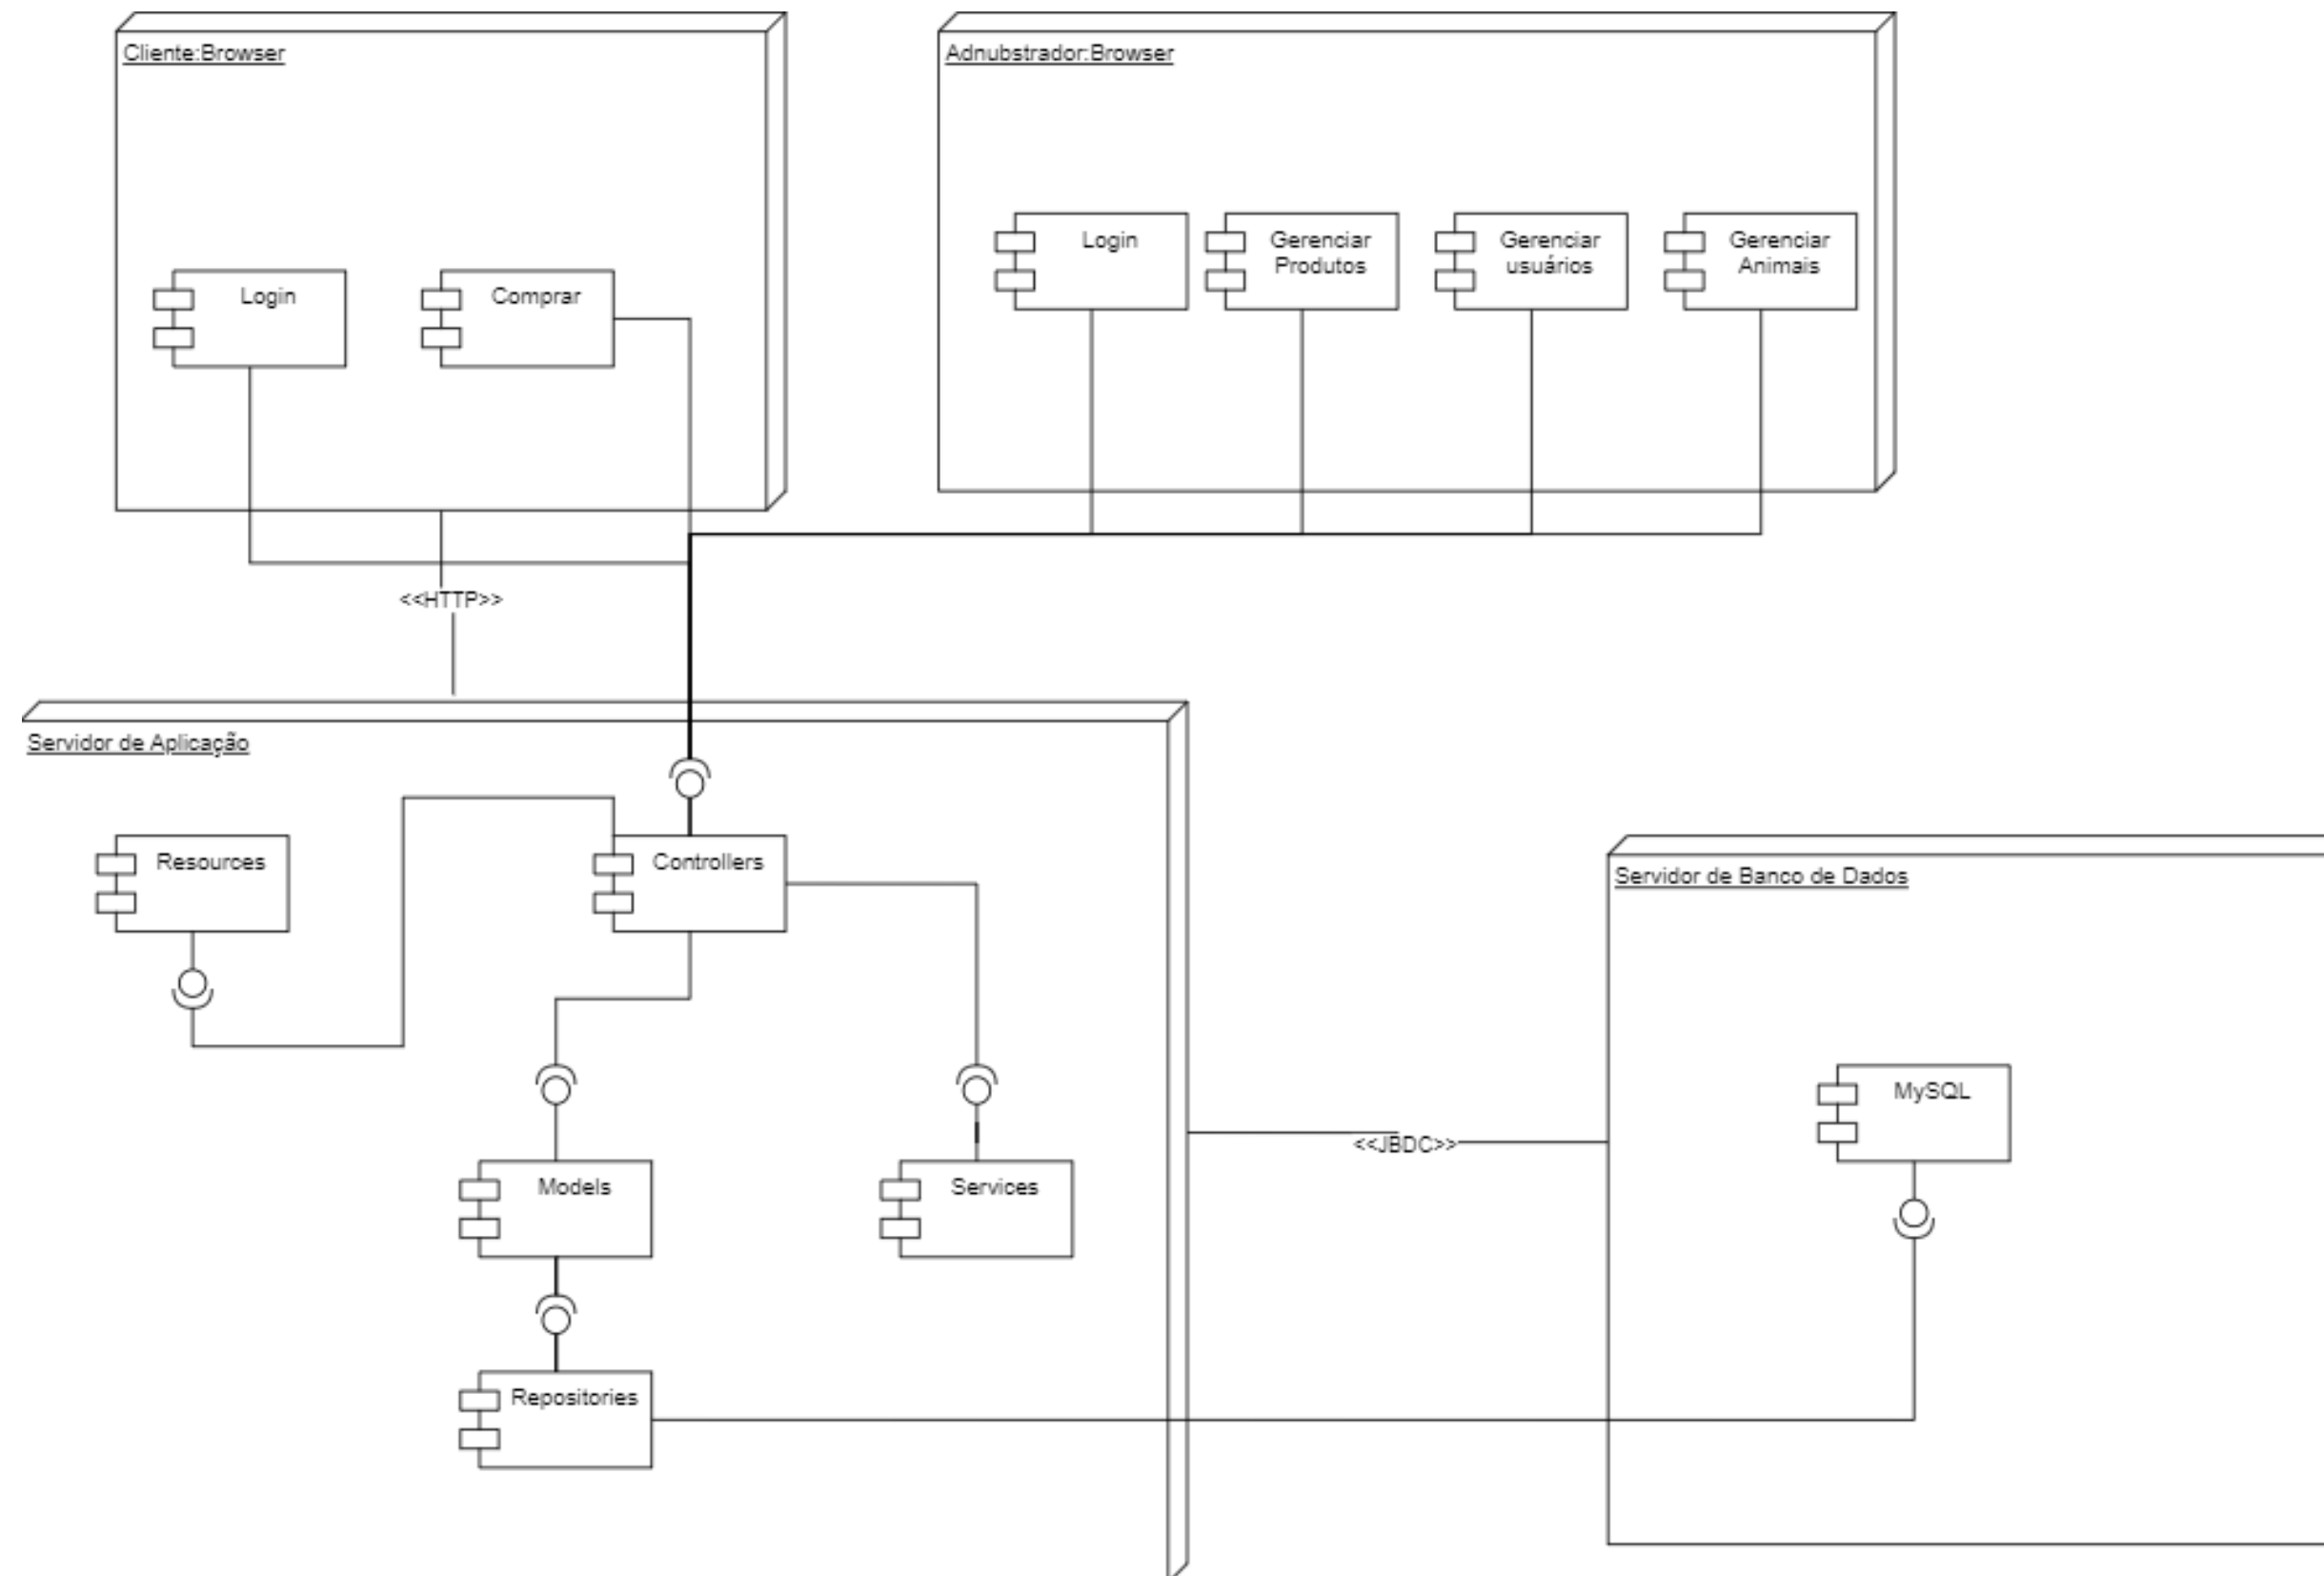 Cliente:Browser
Adnubstrador:Browser
Login
Comprar
Login
Gerenciar
Produtos
Gerenciar
usuários
Gerenciar
Animais
<<HTTP>>
Servidor de Aplicação
Resources
Controllers
Servidor de Banco de Dados
MySQL
<<JBDC>>
Models
Services
Repositories